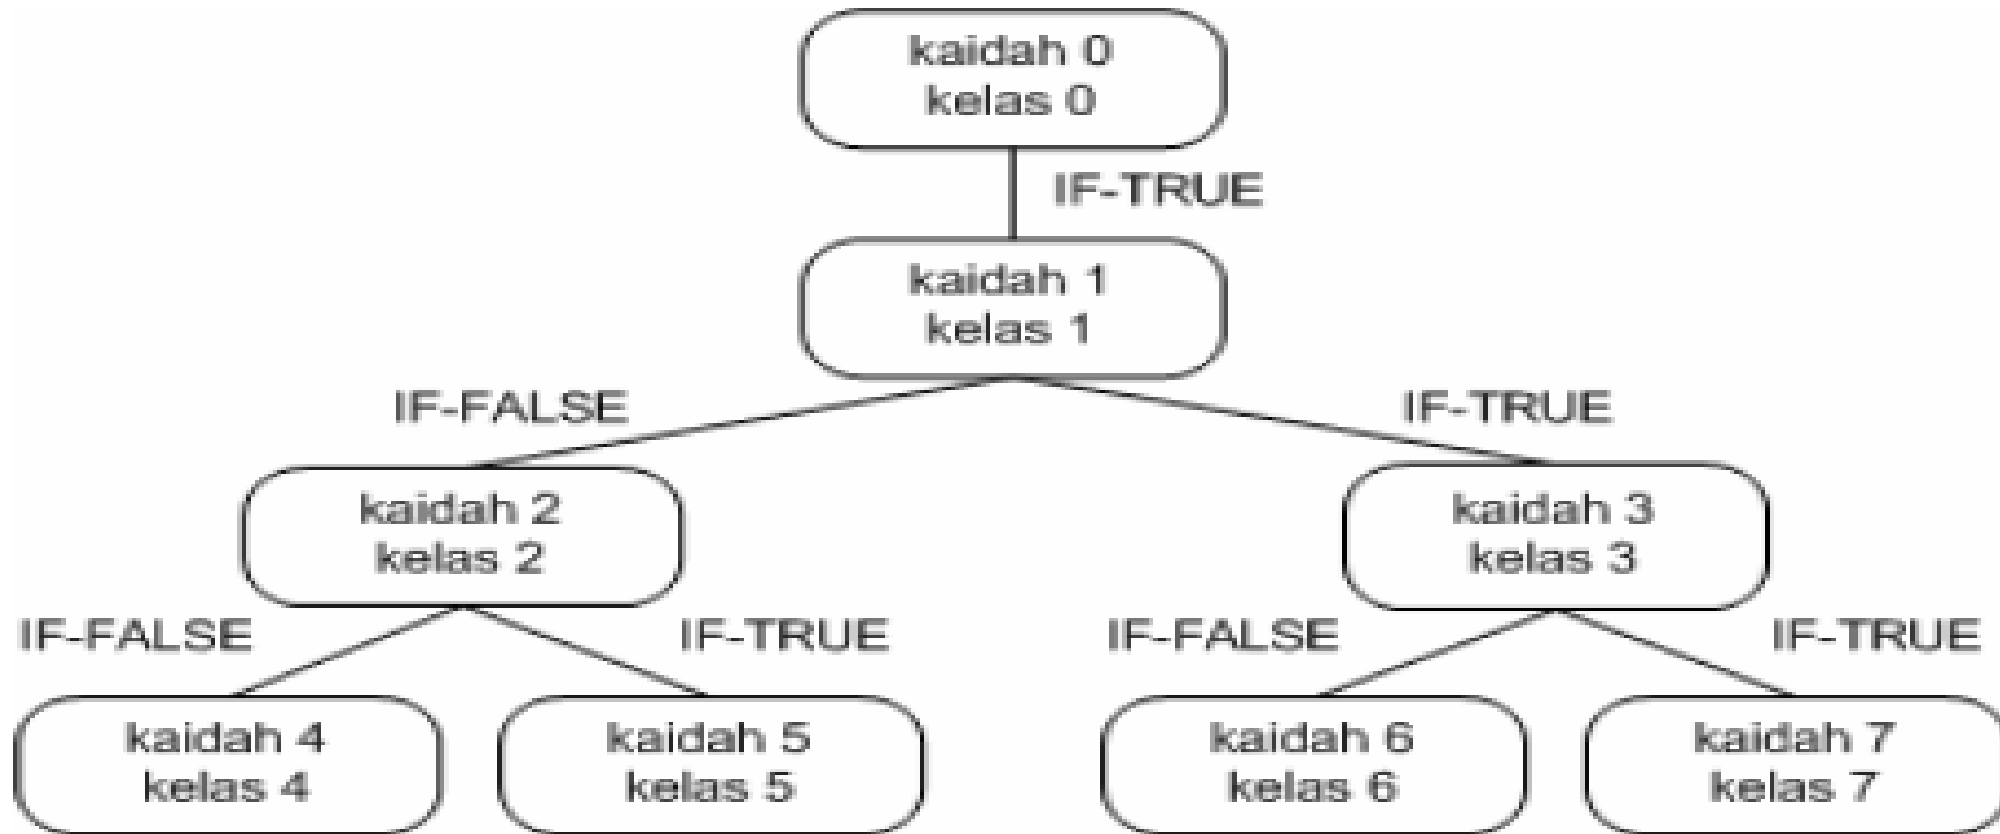 kaidah 0
kelas 0
IF-TRUE
kaidah 1
kelas 1
IF-FALSE
IF-TRUE
kaidah 2
kelas 2
kaidah 3
kelas 3
IF-FALSE
IF-TRUE
IF-FALSE
IF-TRUE
kaidah 4
kelas 4
kaidah 5
kelas 5
kaidah 6
kelas 6
kaidah 7
kelas 7